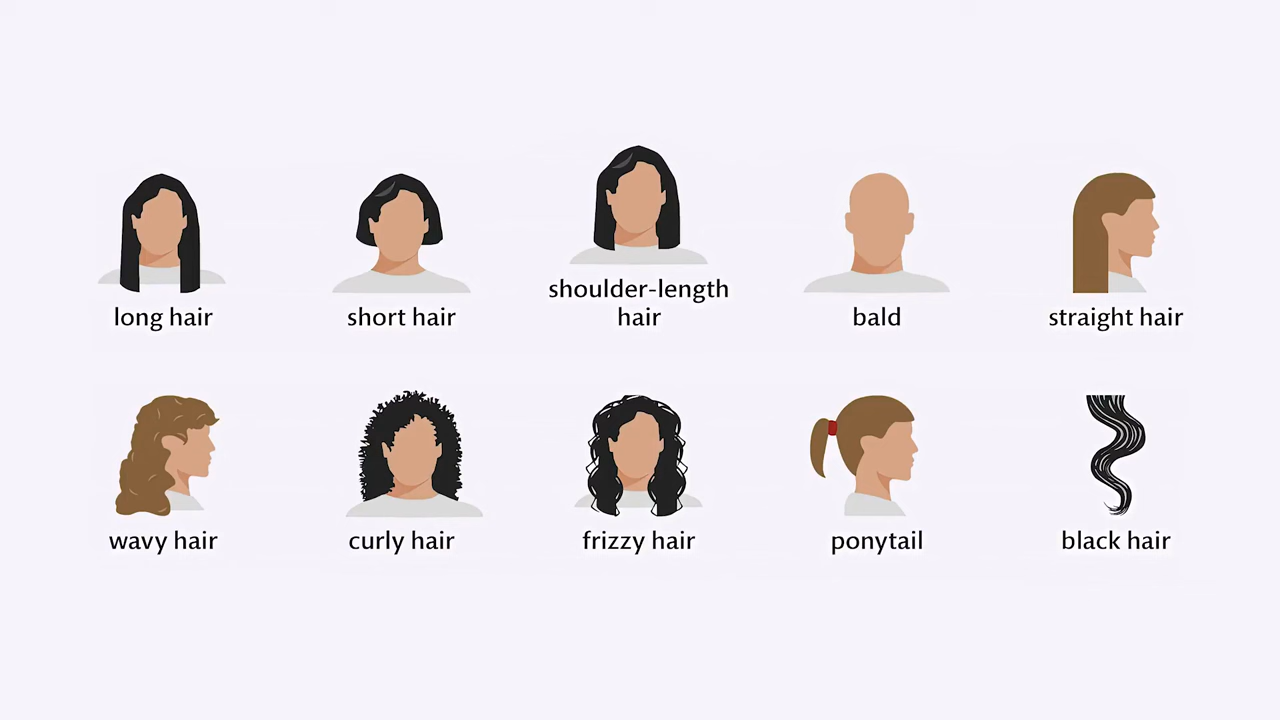 long hair
short hair
shoulder-length
hair
bald
straight hair
wavy hair
curly hair
frizzy hair
ponytail
black hair